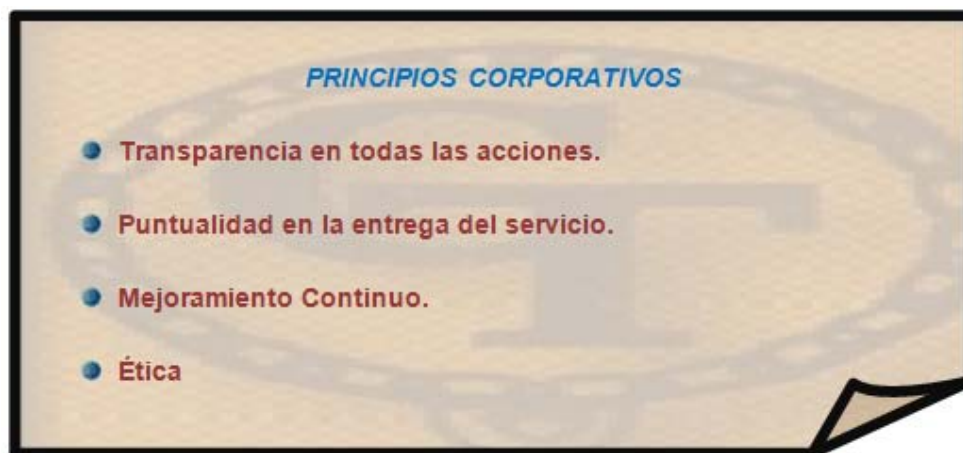 PRINCIPIOS CORPORATIVOS
Transparencia en todas las acciones.
Puntualidad en la entrega del servicio.
Mejoramiento Continuo.
Ética